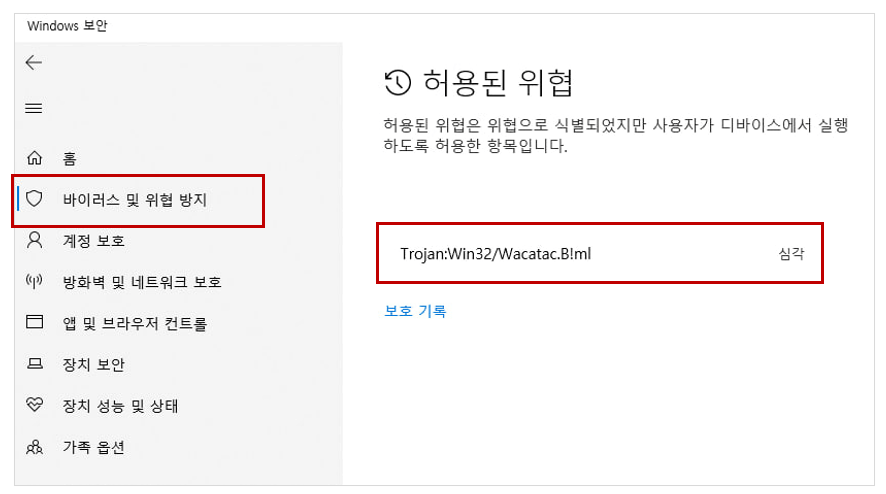 Windows 보안
홈
바이러스 및 위협 방지
계정 보호
방화벽 및 네트워크 보호
앱 및 브라우저 컨트롤
장치 보안
장치 성능 및 상태
가족 옵션
허용된 위협
허용된 위협은 위협으로 식별되었지만 사용자가 디바이스에서 실행
하도록 허용한 항목입니다.
Trojan:Win32/Wacatac.B!ml 심각
보호 기록